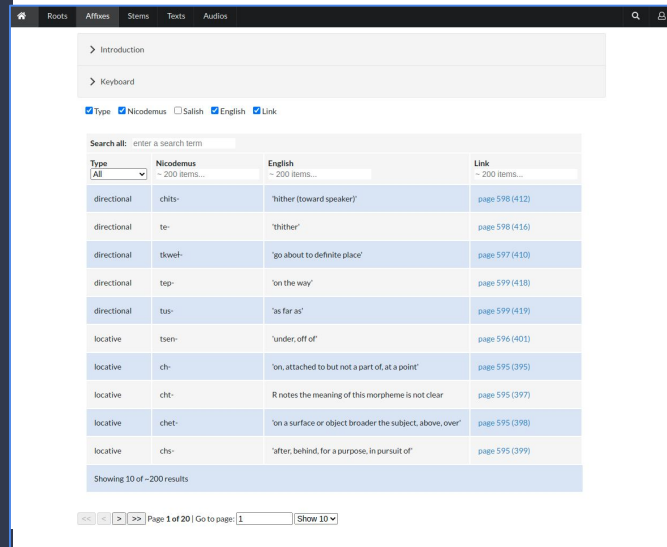 Roots Affixes Stems Texts Audios
Introduction
Keyboard
Type Nicodemus Salish English Link
Search all: enter a search term
Type Nicodemus English Link
All ~ 200 items... ~ 200 items... ~ 200 items...
directional chits- 'hither (toward speaker)' page 598 (412)
directional te- 'thither' page 598 (416)
directional tkweɫ- 'go about to definite place' page 597 (410)
directional tep- 'on the way' page 599 (418)
directional tus- 'as far as' page 599 (419)
locative tsen- 'under, off of' page 596 (401)
locative ch- 'on, attached to but not a part of, at a point' page 595 (395)
locative cht- R notes the meaning of this morpheme is not clear page 595 (397)
locative chet- 'on a surface or object broader the subject, above, over' page 595 (398)
locative chs- 'after, behind, for a purpose, in pursuit of' page 595 (399)
Showing 10 of ~200 results
<< < > >> Page 1 of 20 | Go to page: 1 Show 10